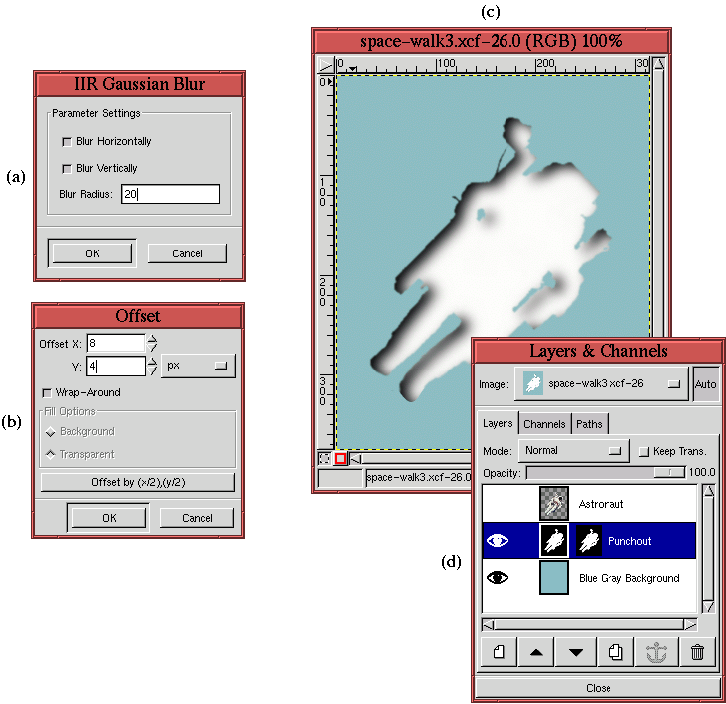 (c)
space-walk3.xcf-26.0 (RGB) 100%
0 100 200 30
0
100
200
300
space-walk3.xcf-26.0
(a)
IIR Gaussian Blur
Parameter Settings
Blur Horizontally
Blur Vertically
Blur Radius: 20
OK Cancel
(b)
Offset
Offset X: 8
Y: 4 px
Wrap-Around
Fill Options
Background
Transparent
Offset by (x/2),(y/2)
OK Cancel
(d)
Layers & Channels
Image: space-walk3.xcf-26 Auto
Layers Channels Paths
Mode: Normal Keep Trans.
Opacity: 100.0
Astronaut
Punchout
Blue Gray Background
Close